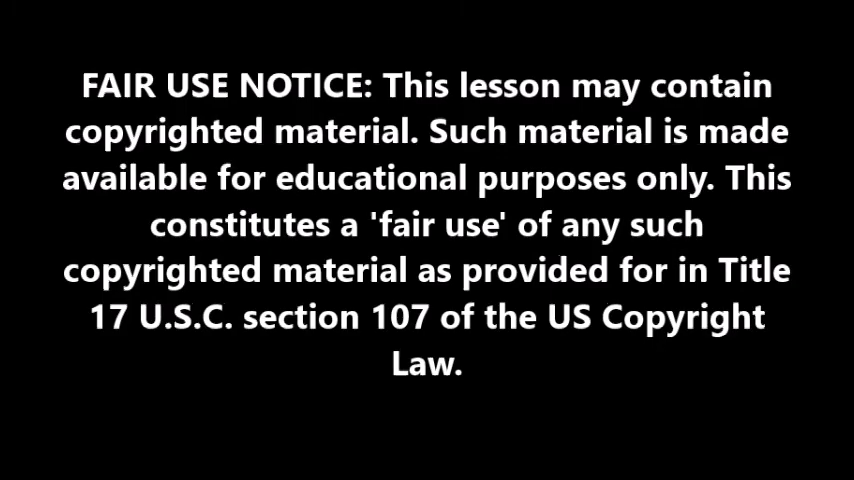 FAIR USE NOTICE: This lesson may contain
copyrighted material. Such material is made
available for educational purposes only. This
constitutes a 'fair use' of any such
copyrighted material as provided for in Title
17 U.S.C. section 107 of the US Copyright
Law.